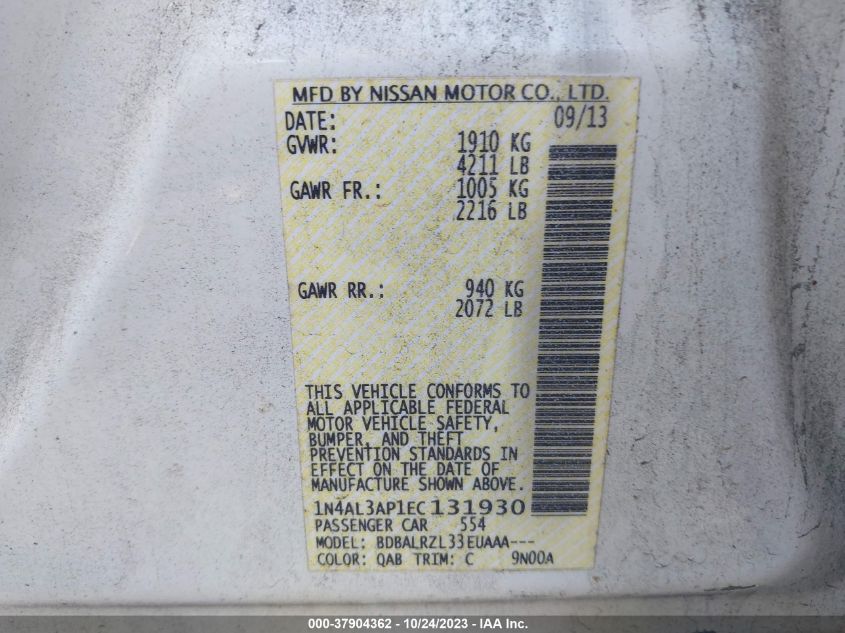 MFD BY NISSAN MOTOR CO., LTD.
DATE: 09/13
GVWR: 1910 KG
4211 LB
GAWR FR.: 1005 KG
2216 LB
GAWR RR.: 940 KG
2072 LB
THIS VEHICLE CONFORMS TO
ALL APPLICABLE FEDERAL
MOTOR VEHICLE SAFETY,
BUMPER, AND THEFT
PREVENTION STANDARDS IN
EFFECT ON THE DATE OF
MANUFACTURE SHOWN ABOVE.
1N4AL3AP1EC131930
PASSENGER CAR 554
MODEL: BDBALRZL33EUAAA---
COLOR: QAB TRIM: C 9N00A
000-37904362 - 10/24/2023 - IAA Inc.